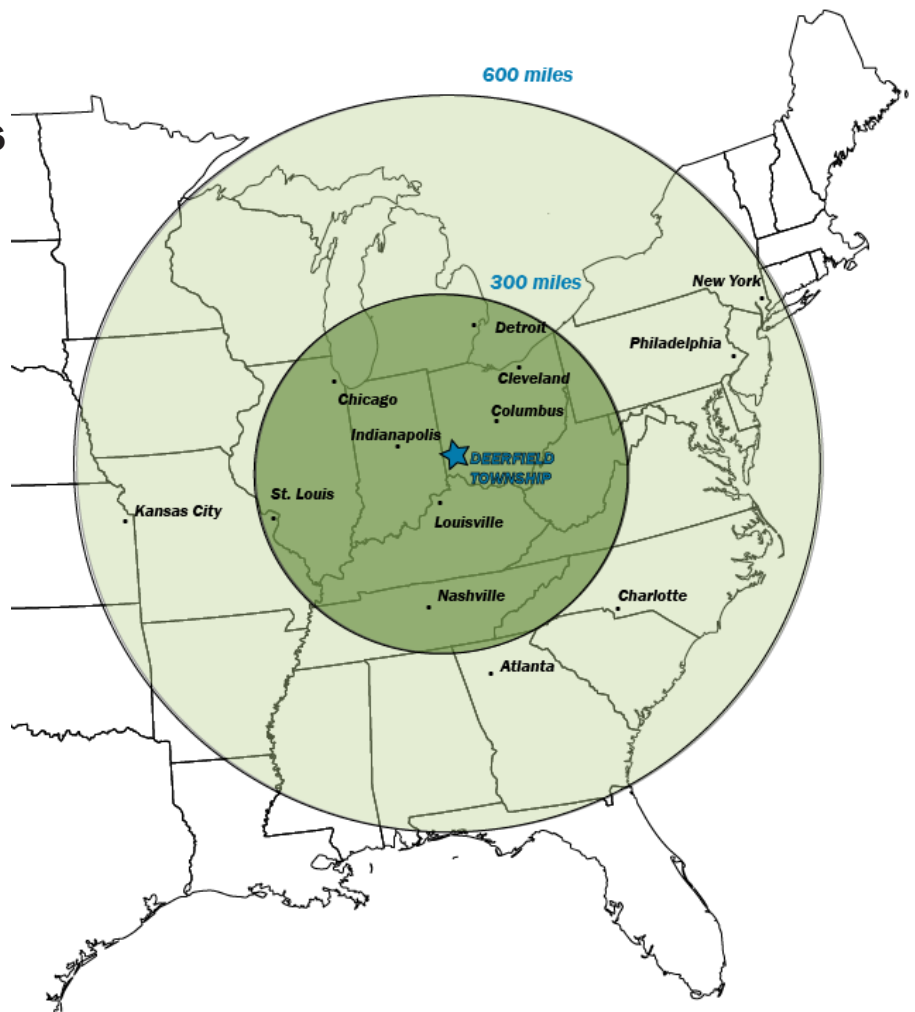 600 miles
s
300 miles
New York
Detroit
Philadelphia
Cleveland
Chicago
Columbus
Indianapolis
DEERFIELD
TOWNSHIP
St. Louis
Kansas City
Louisville
Nashville
Charlotte
Atlanta